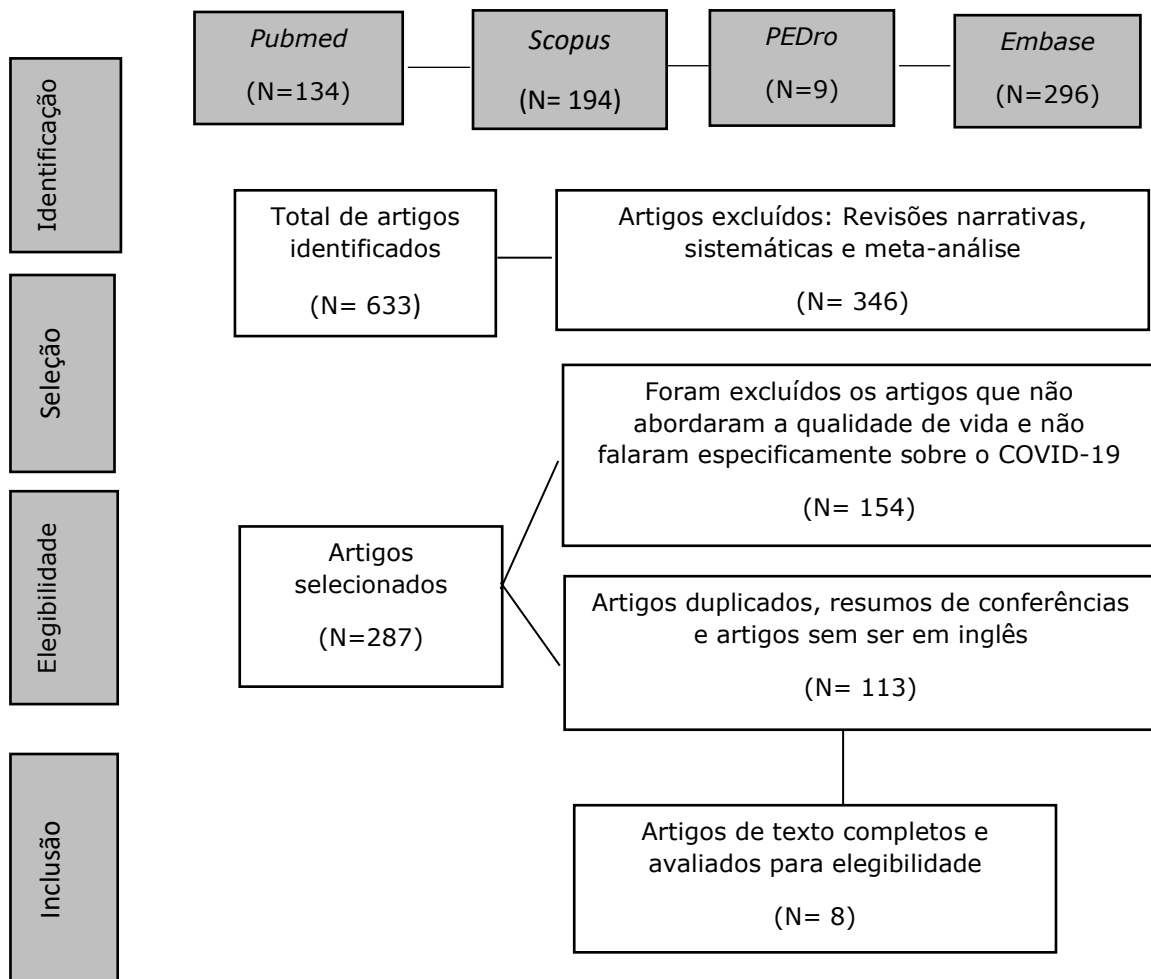 Identificação
Pubmed
(N=134)
Scopus
(N= 194)
PEDro
(N=9)
Embase
(N=296)
Total de artigos
identificados
(N= 633)
Artigos excluídos: Revisões narrativas,
sistemáticas e meta-análise
(N= 346)
Seleção
Foram excluídos os artigos que não
abordaram a qualidade de vida e não
falaram especificamente sobre o COVID-19
(N= 154)
Elegibilidade
Artigos
selecionados
(N=287)
Artigos duplicados, resumos de conferências
e artigos sem ser em inglês
(N= 113)
Inclusão
Artigos de texto completos e
avaliados para elegibilidade
(N= 8)